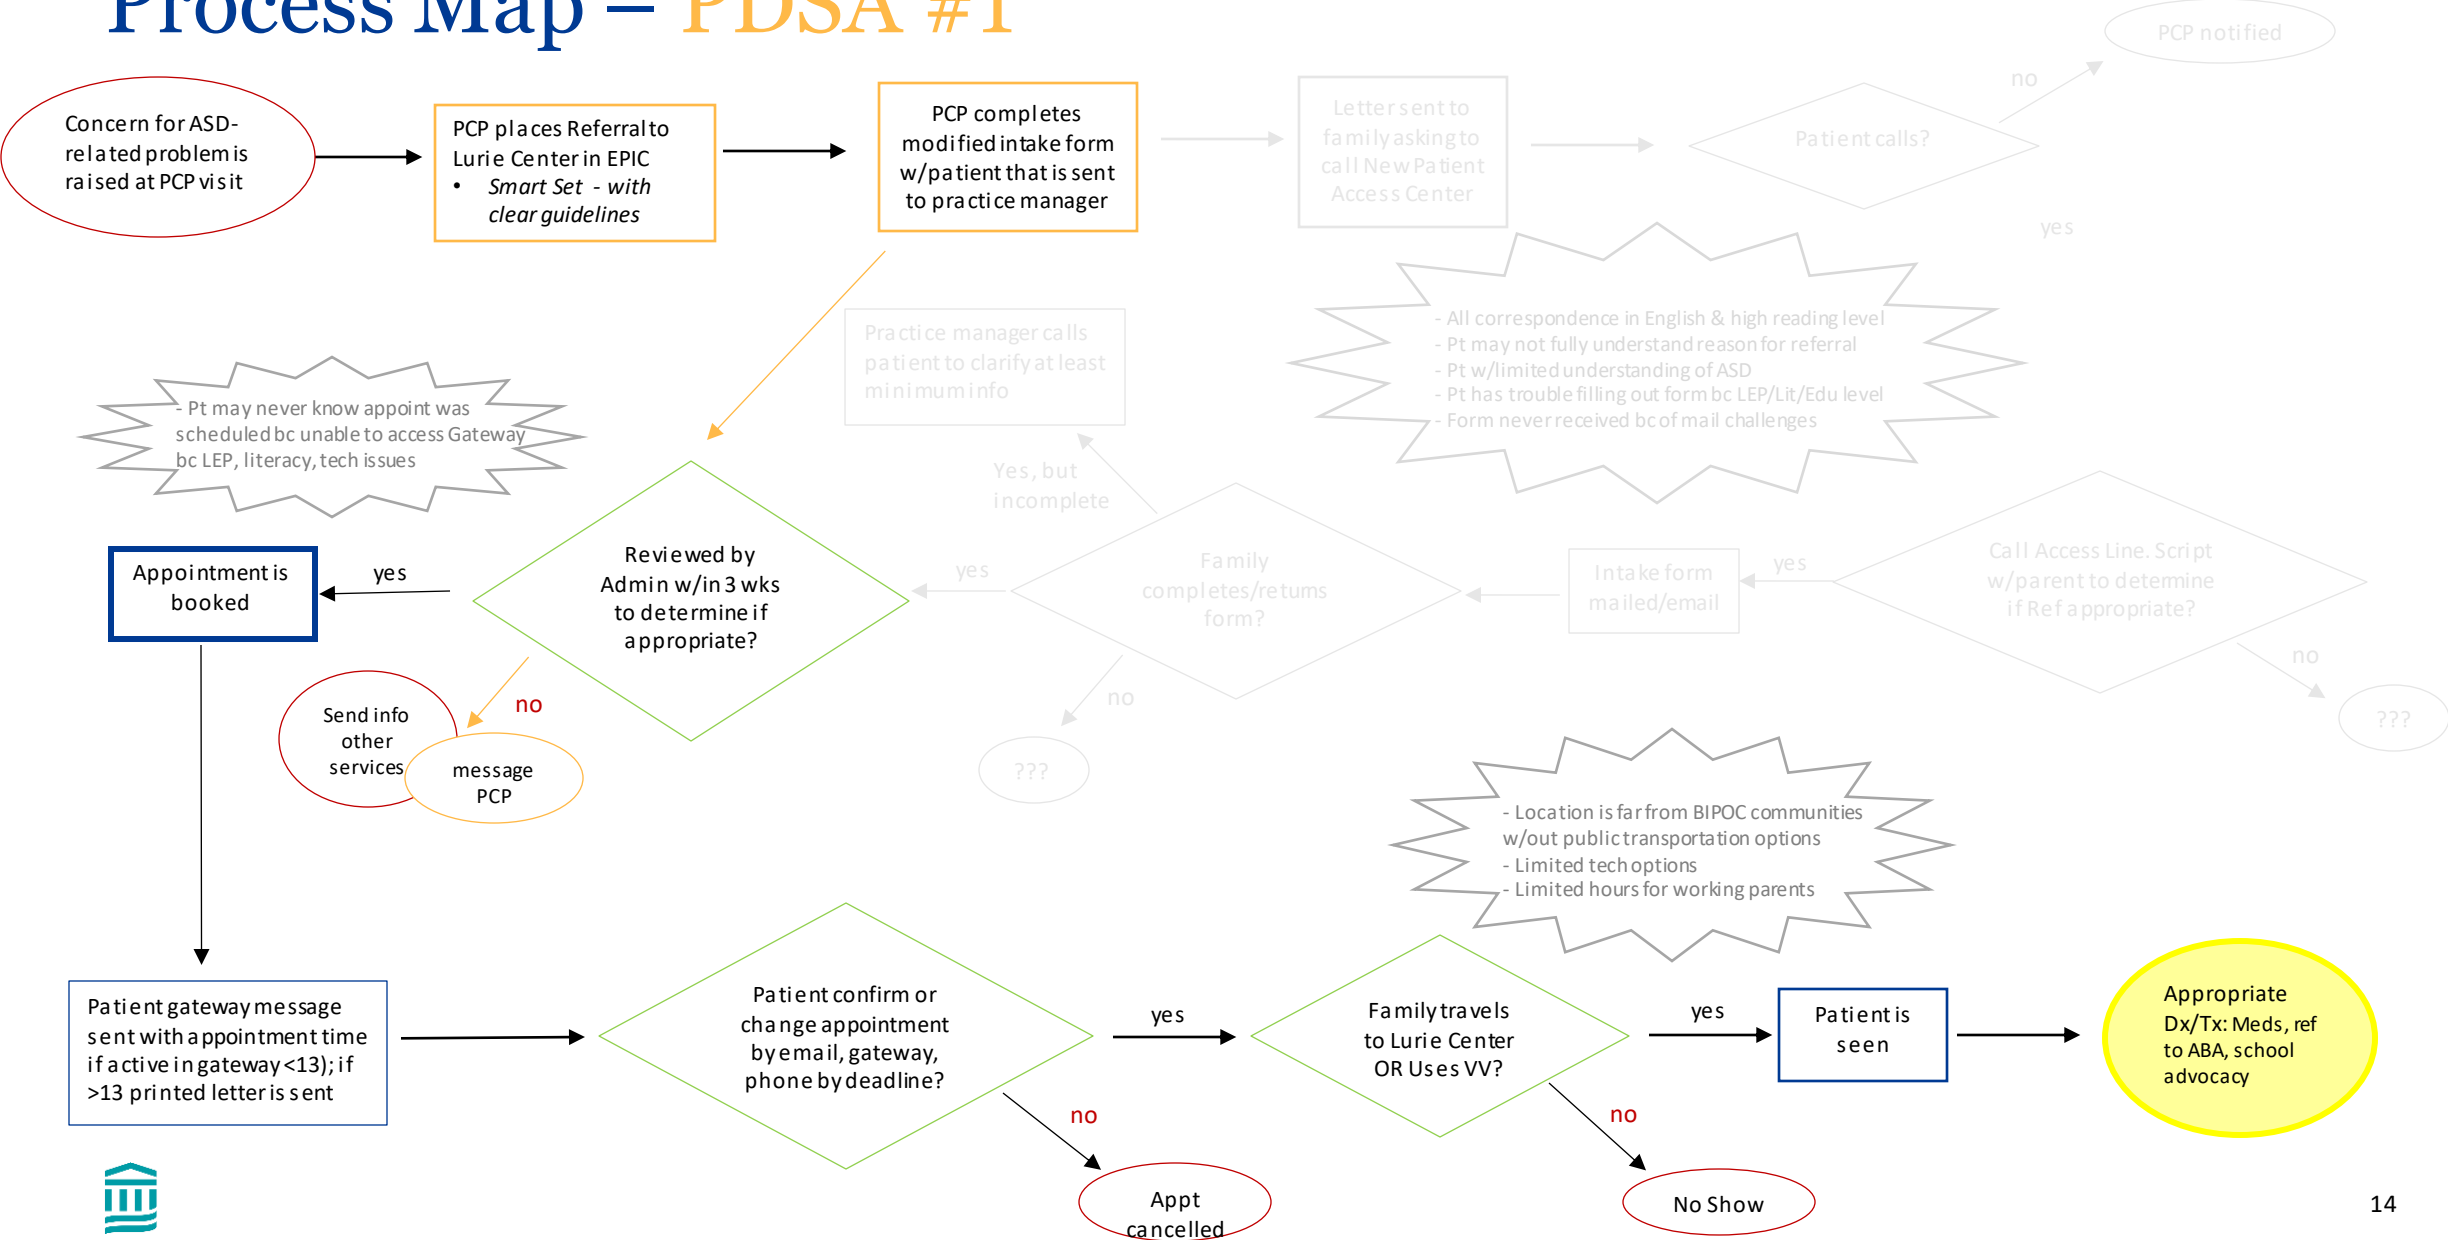 Process Map – PDSA #1
PCP notified
no
Concern for ASD-
related problem is
raised at PCP visit
PCP places Referral to
Lurie Center in EPIC
• Smart Set - with
clear guidelines
PCP completes
modified intake form
w/patient that is sent
to practice manager
Letter sent to
family asking to
call New Patient
Access Center
Patient calls?
yes
Practice manager calls
patient to clarify at least
minimum info
- All correspondence in English & high reading level
- Pt may not fully understand reason for referral
- Pt w/limited understanding of ASD
- Pt has trouble filling out form bc LEP/Lit/Edu level
- Form never received bc of mail challenges
- Pt may never know appoint was
scheduled bc unable to access Gateway
bc LEP, literacy, tech issues
Yes, but
incomplete
Appointment is
booked
yes
Reviewed by
Admin w/in 3 wks
to determine if
appropriate?
yes
Family
completes/returns
form?
Intake form
mailed/email
yes
Call Access Line. Script
w/parent to determine
if Ref appropriate?
no
???
no
???
no
Send info
other
services
message
PCP
- Location is far from BIPOC communities
w/out public transportation options
- Limited tech options
- Limited hours for working parents
Patient gateway message
sent with appointment time
if active in gateway <13); if
>13 printed letter is sent
Patient confirm or
change appointment
by email, gateway,
phone by deadline?
yes
Family travels
to Lurie Center
OR Uses VV?
yes
Patient is
seen
Appropriate
Dx/Tx: Meds, ref
to ABA, school
advocacy
no
no
Appt
cancelled
No Show
14